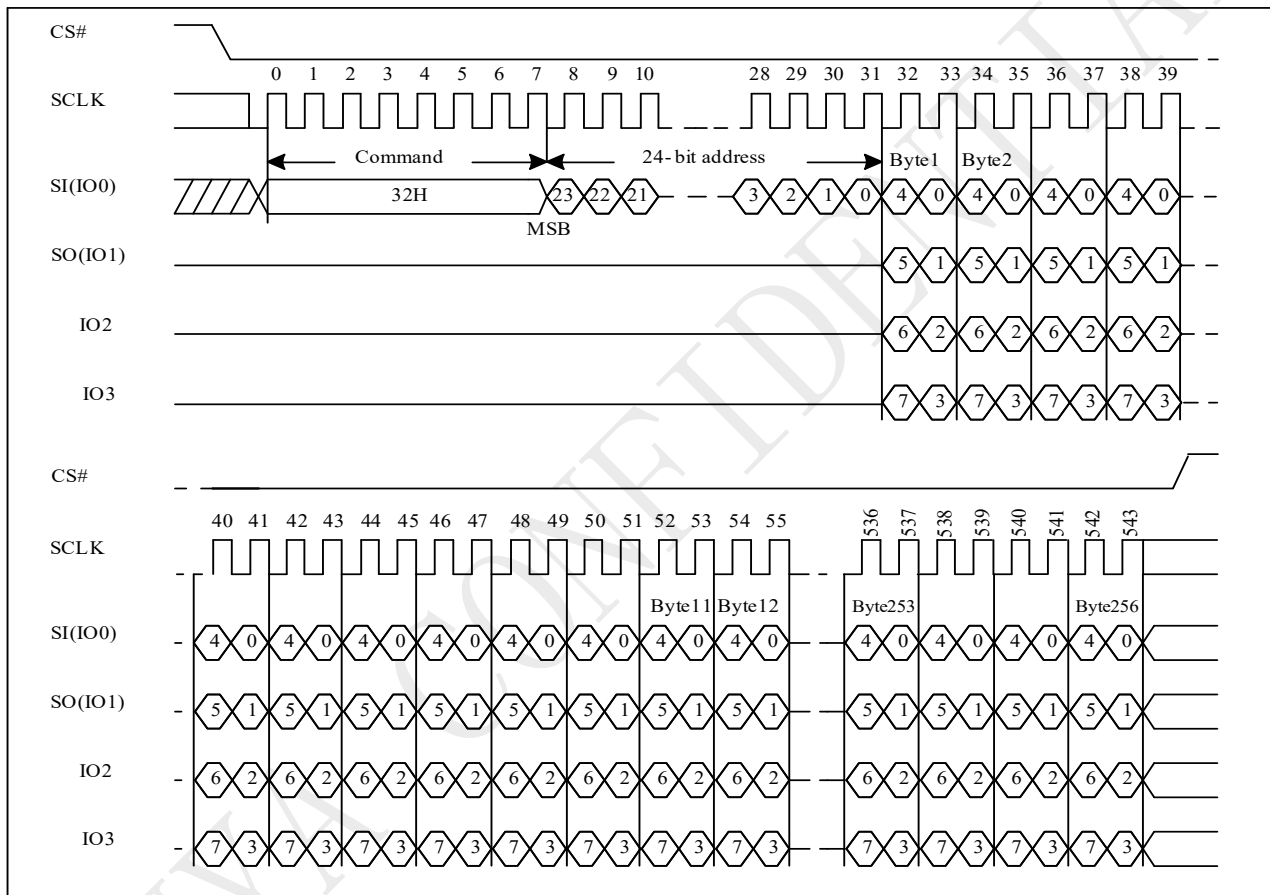 CS#
0 1 2 3 4 5 6 7 8 9 10 28 29 30 31 32 33 34 35 36 37 38 39
SCLK
Command 24-bit address Byte1 Byte2
SI(IO0) 32H 23 22 21 3 2 1 0 4 0 4 0 4 0 4 0
MSB
SO(IO1) 5 1 5 1 5 1 5 1
IO2 6 2 6 2 6 2 6 2
IO3 7 3 7 3 7 3 7 3
CS#
40 41 42 43 44 45 46 47 48 49 50 51 52 53 54 55 536 537 538 539 540 541 542 543
SCLK
Byte11 Byte12 Byte253 Byte256
SI(IO0) 4 0 4 0 4 0 4 0 4 0 4 0 4 0 4 0 4 0 4 0 4 0 4 0
SO(IO1) 5 1 5 1 5 1 5 1 5 1 5 1 5 1 5 1 5 1 5 1 5 1 5 1
IO2 6 2 6 2 6 2 6 2 6 2 6 2 6 2 6 2 6 2 6 2 6 2 6 2
IO3 7 3 7 3 7 3 7 3 7 3 7 3 7 3 7 3 7 3 7 3 7 3 7 3